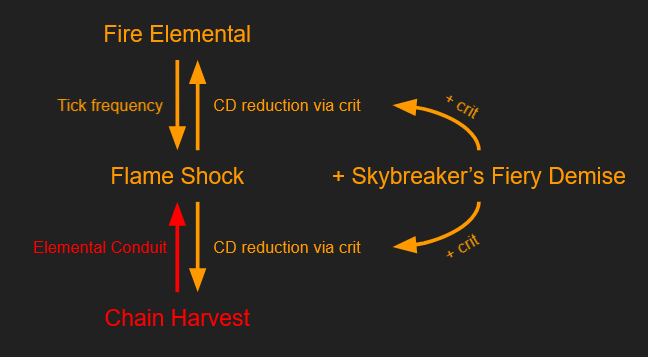 Fire Elemental
Tick frequency
CD reduction via crit
+ crit
Flame Shock
+ Skybreaker’s Fiery Demise
Elemental Conduit
CD reduction via crit
+ crit
Chain Harvest